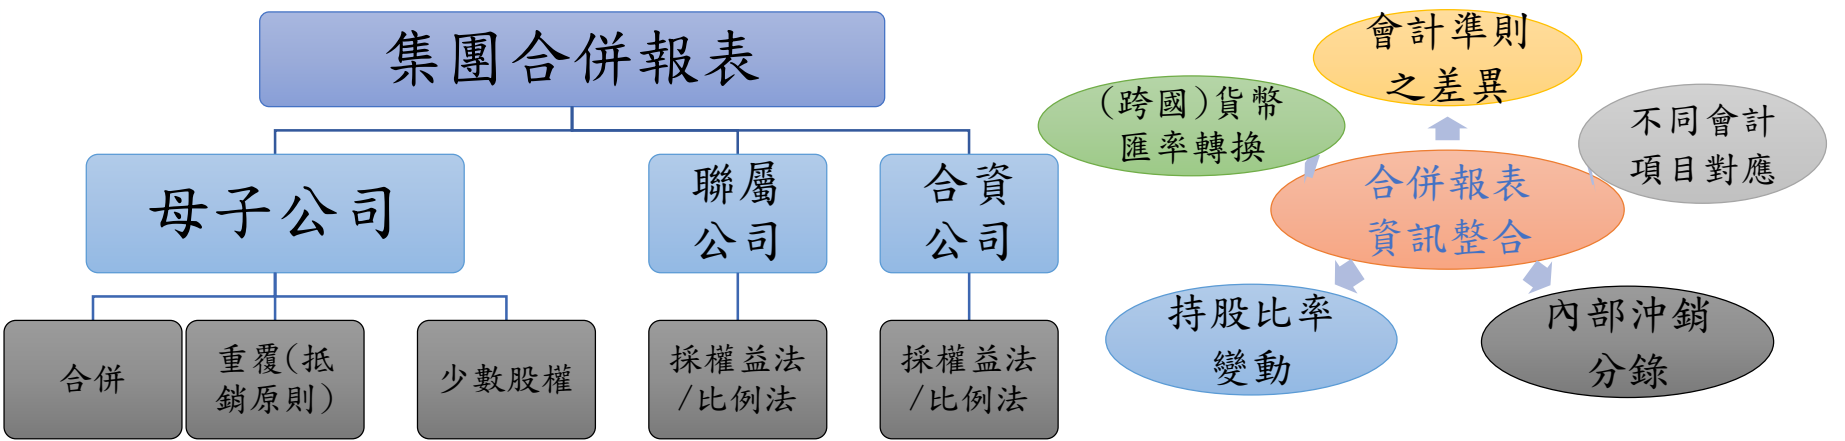 集團合併報表
母子公司
聯屬
公司
合資
公司
合併
重覆(抵
銷原則)
少數股權
採權益法
/比例法
採權益法
/比例法
會計準則
之差異
(跨國)貨幣
匯率轉換
不同會計
項目對應
合併報表
資訊整合
持股比率
變動
內部沖銷
分錄